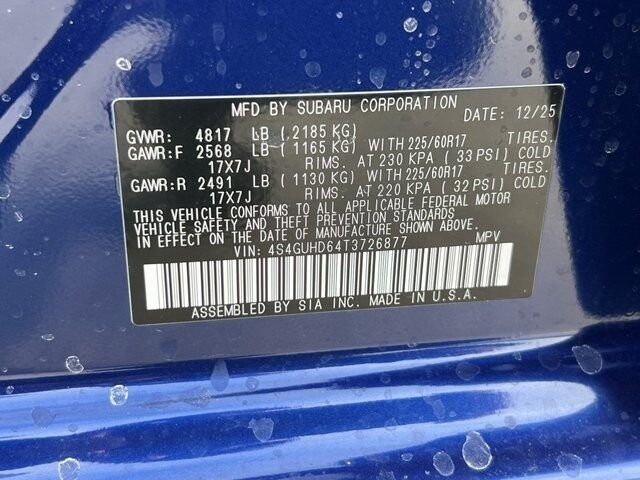 MFD BY SUBARU CORPORATION DATE: 12/25
GVWR: 4817 LB (2185 KG)
GAWR:F 2568 LB (1165 KG) WITH 225/60R17 TIRES.
17X7J RIMS. AT 230 KPA (33 PSI) COLD
GAWR:R 2491 LB (1130 KG) WITH 225/60R17 TIRES.
17X7J RIMS. AT 220 KPA (32 PSI) COLD
THIS VEHICLE CONFORMS TO ALL APPLICABLE FEDERAL MOTOR
VEHICLE SAFETY AND THEFT PREVENTION STANDARDS
IN EFFECT ON THE DATE OF MANUFACTURE SHOWN ABOVE.
VIN: 4S4GUHD64T3726877 MPV
ASSEMBLED BY SIA INC. MADE IN U.S.A.